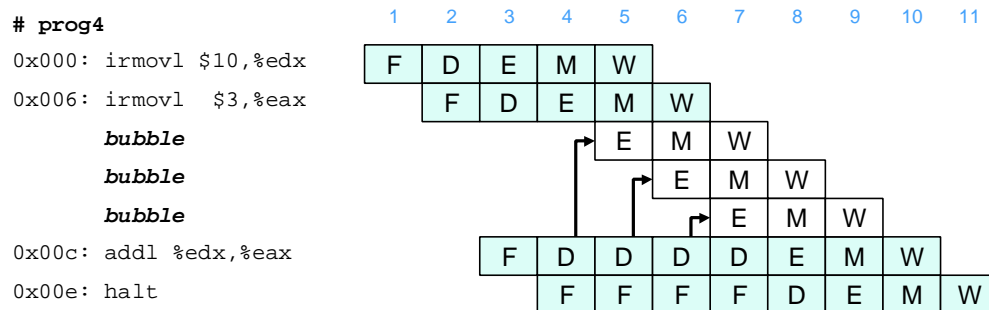 1 2 3 4 5 6 7 8 9 10 11
# prog4
0x000: irmovl $10,%edx F D E M W
0x006: irmovl $3,%eax F D E M W
bubble E M W
bubble E M W
bubble E M W
0x00c: addl %edx,%eax F D D D D E M W
0x00e: halt F F F F D E M W